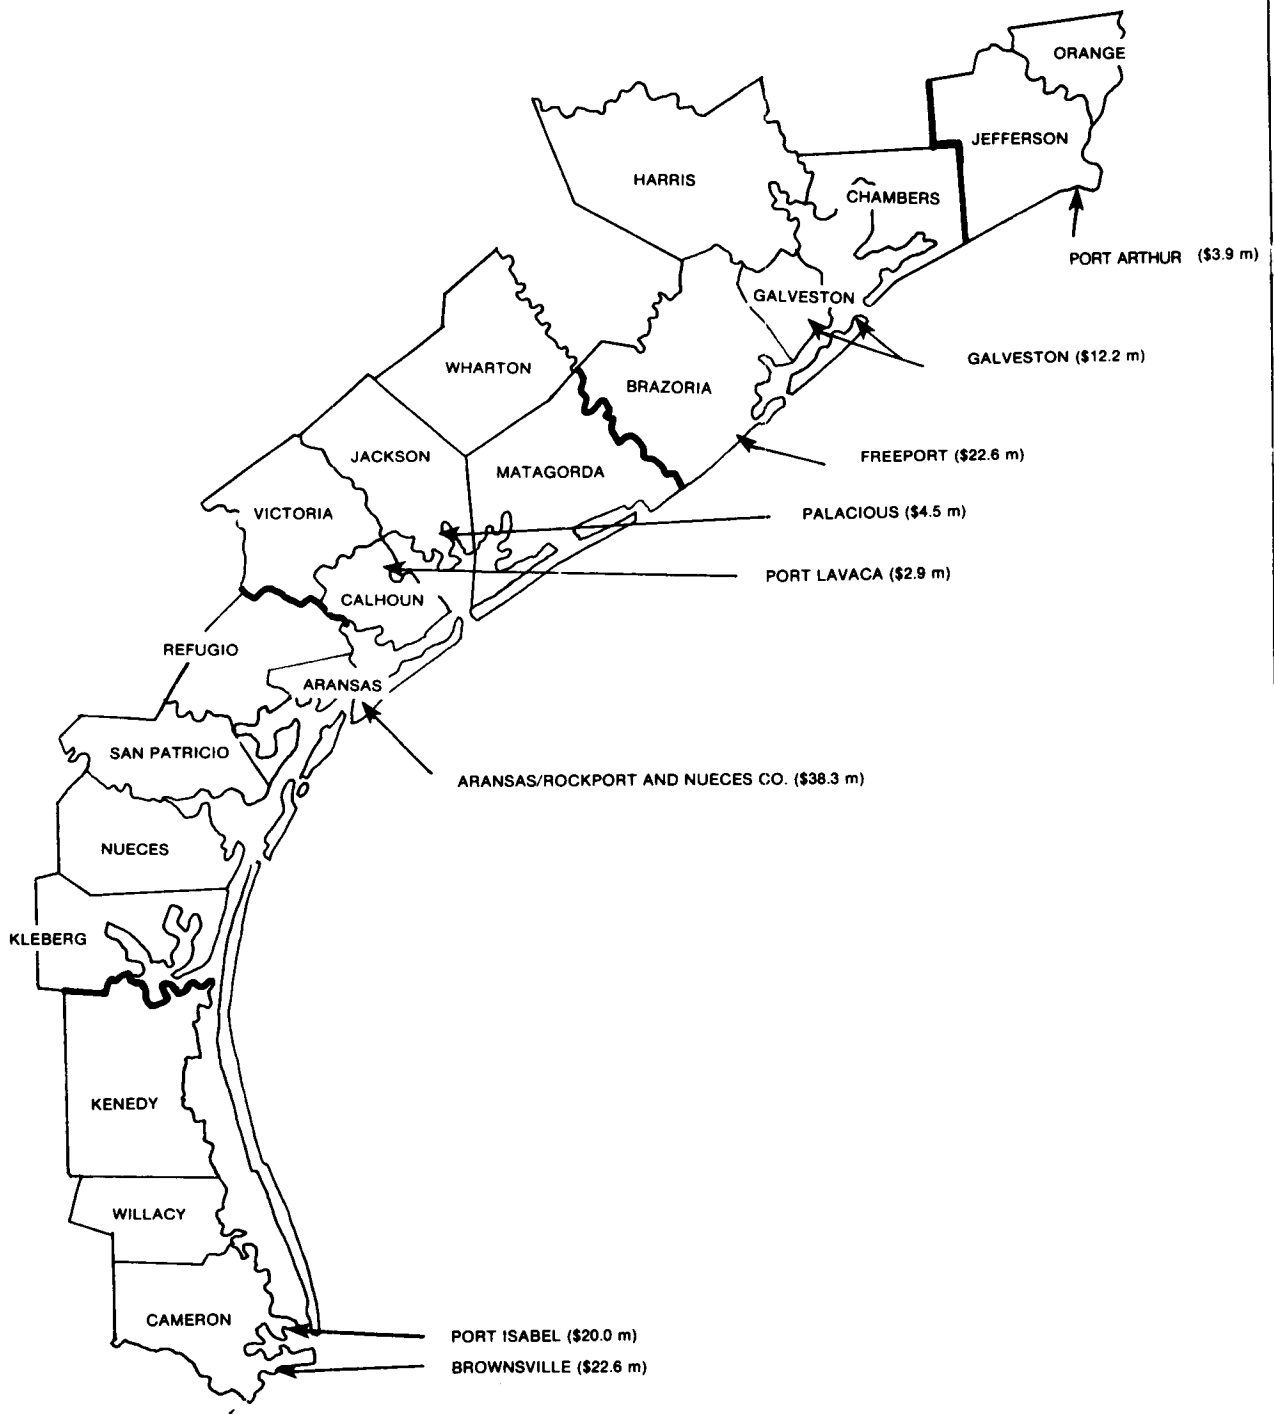 ORANGE
JEFFERSON
HARRIS
CHAMBERS
PORT ARTHUR ($3.9 m)
GALVESTON
GALVESTON ($12.2 m)
WHARTON
BRAZORIA
JACKSON
FREEPORT ($22.6 m)
MATAGORDA
VICTORIA
PALACIOUS ($4.5 m)
PORT LAVACA ($2.9 m)
CALHOUN
REFUGIO
ARANSAS
SAN PATRICIO
ARANSAS/ROCKPORT AND NUECES CO. ($38.3 m)
NUECES
KLEBERG
KENEDY
WILLACY
CAMERON
PORT ISABEL ($20.0 m)
BROWNSVILLE ($22.6 m)